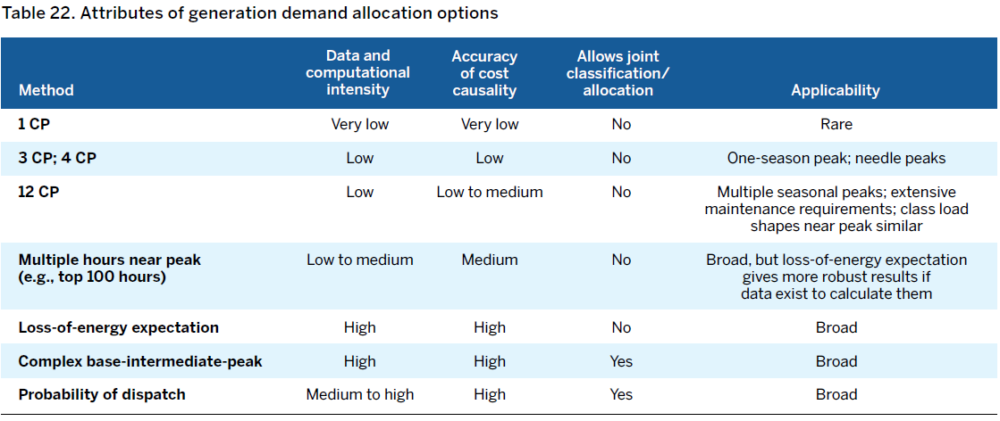 Table 22. Attributes of generation demand allocation options
Method
Data and
computational
intensity
Accuracy
of cost
causality
Allows joint
classification/
allocation
Applicability
1 CP Very low Very low No Rare
3 CP; 4 CP Low Low No One-season peak; needle peaks
12 CP Low Low to medium No Multiple seasonal peaks; extensive
maintenance requirements; class load
shapes near peak similar
Multiple hours near peak Low to medium Medium No Broad, but loss-of-energy expectation
(e.g., top 100 hours) gives more robust results if
data exist to calculate them
Loss-of-energy expectation High High No Broad
Complex base-intermediate-peak High High Yes Broad
Probability of dispatch Medium to high High Yes Broad